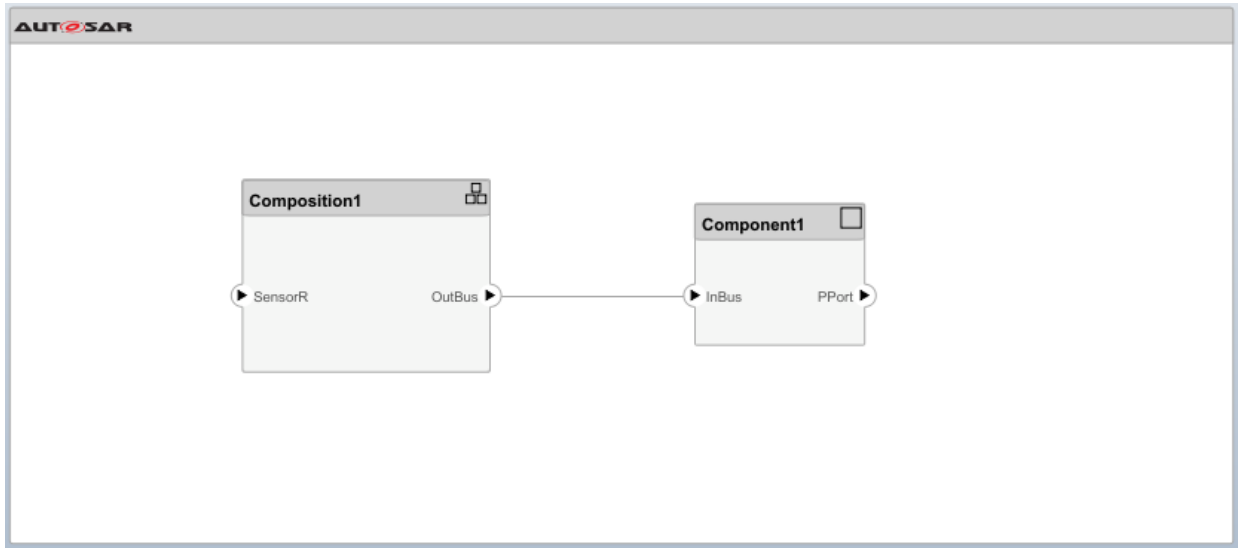 AUTOSAR
Composition1
Component1
SensorR OutBus InBus PPort